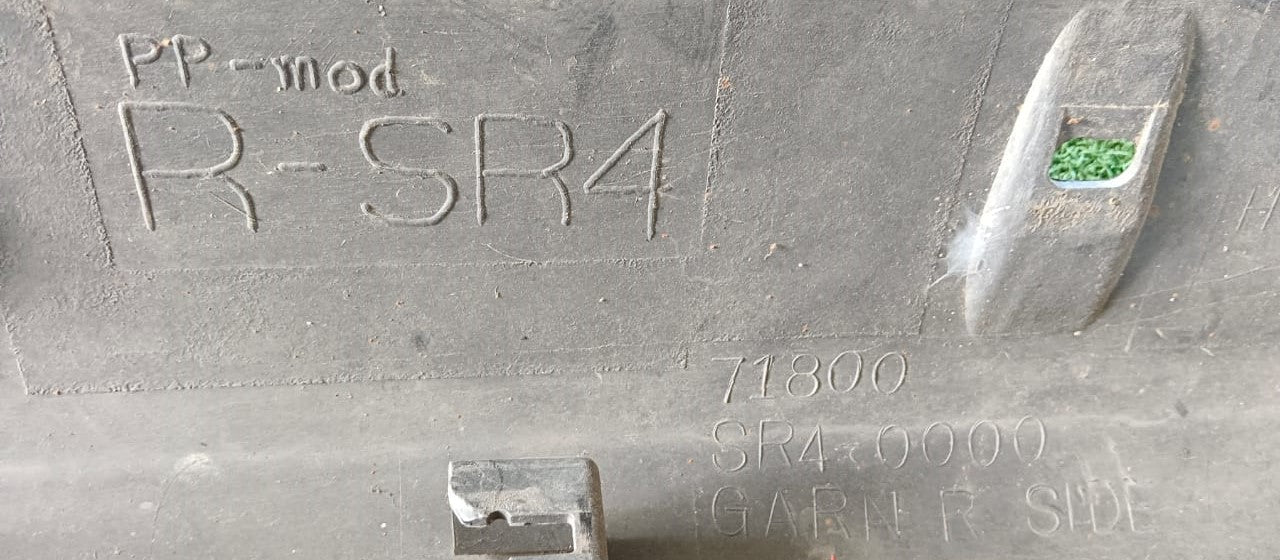 PP-mod
R-SR4
71800
SR4 0000
GARN R SIDE
H